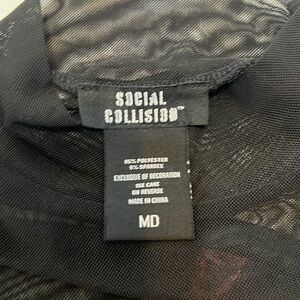 SOCIAL
COLLISION™
95% POLYESTER
5% SPANDEX
EXCLUSIVE OF DECORATION
SEE CARE
ON REVERSE
MADE IN CHINA
MD